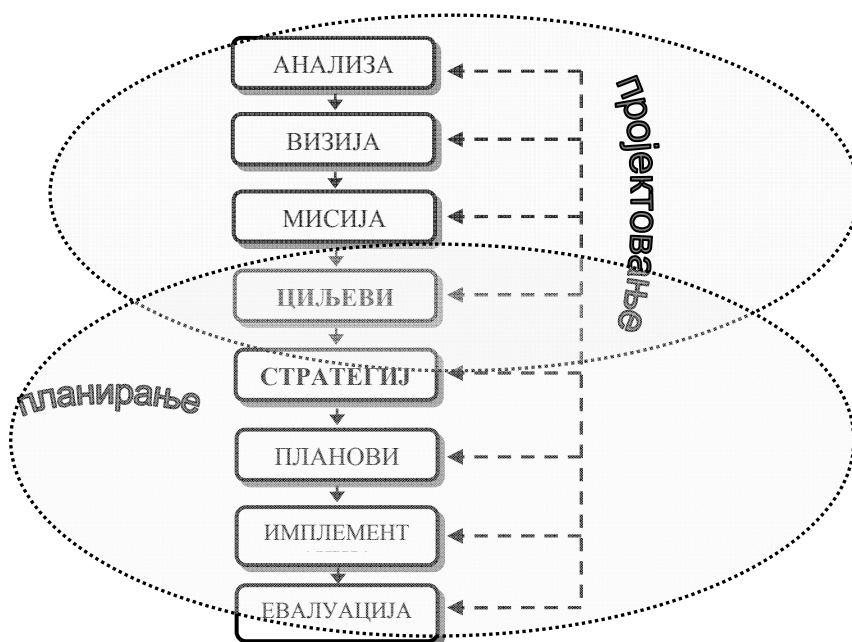 АНАЛИЗА
пројектовање
ВИЗИЈА
МИСИЈА
ЦИЉЕВИ
СТРАТЕГИЈ
планирање
ПЛАНОВИ
ИМПЛЕМЕНТ
ЕВАЛУАЦИЈА